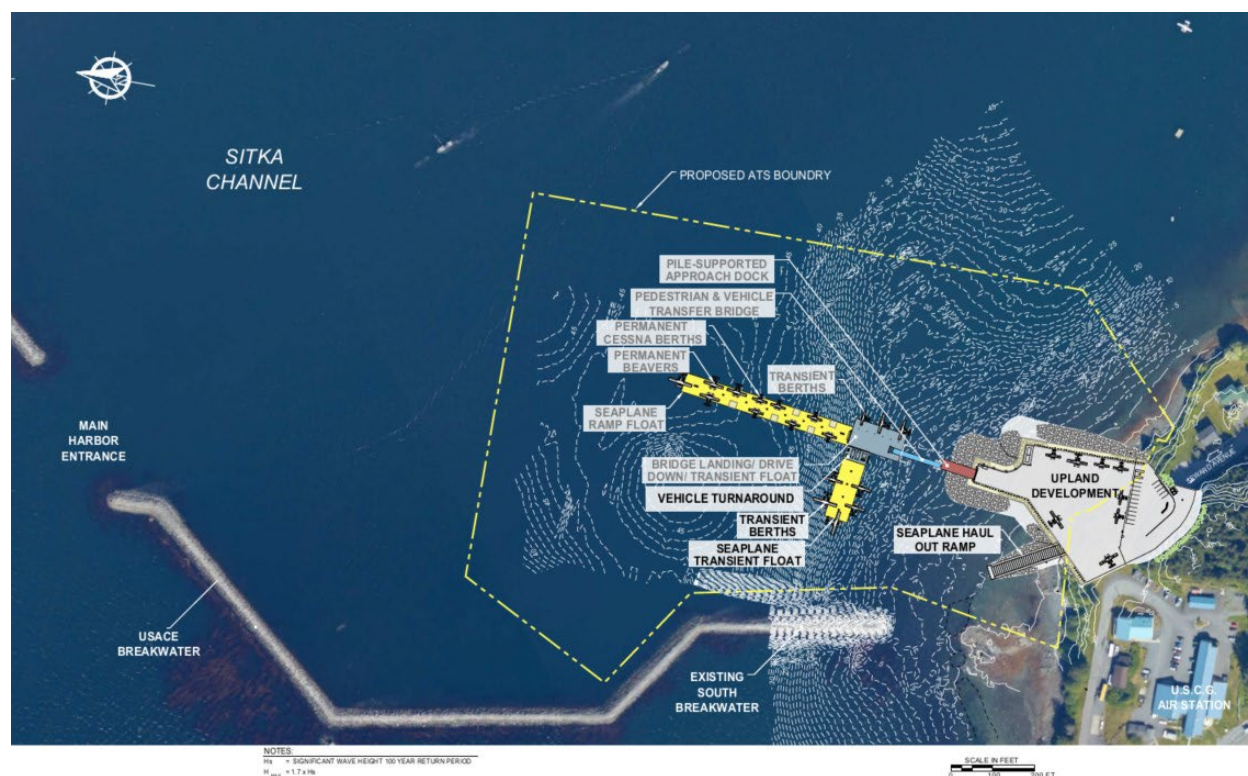 SITKA
CHANNEL
PROPOSED ATS BOUNDRY
PILE-SUPPORTED
APPROACH DOCK
PEDESTRIAN & VEHICLE
TRANSFER BRIDGE
PERMANENT
CESSNA BERTHS
PERMANENT
BEAVERS
TRANSIENT
BERTHS
SEAPLANE
RAMP FLOAT
MAIN
HARBOR
ENTRANCE
BRIDGE LANDING/ DRIVE
DOWN/ TRANSIENT FLOAT
VEHICLE TURNAROUND
TRANSIENT
BERTHS
SEAPLANE
TRANSIENT FLOAT
UPLAND
DEVELOPMENT
SEWARD AVENUE
SEAPLANE HAUL
OUT RAMP
USACE
BREAKWATER
EXISTING
SOUTH
BREAKWATER
U.S.C.G.
AIR STATION
NOTES:
Hs = SIGNIFICANT WAVE HEIGHT 100 YEAR RETURN PERIOD
H = 1.7 x Hs
SCALE IN FEET
0 100 200 FT